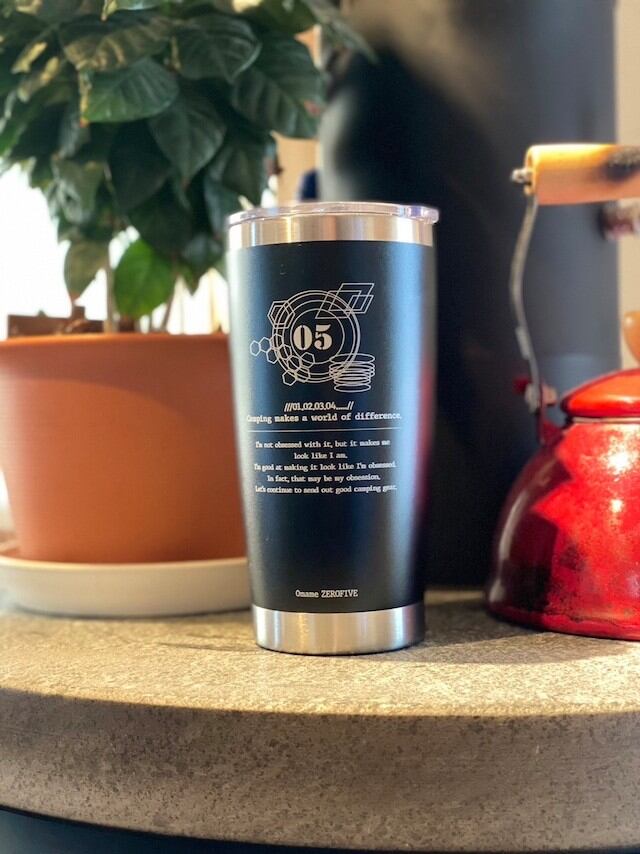 05
///01,02,03,04......//
Camping makes a world of difference.
I'm not obsessed with it, but it makes me
look like I am.
I'm good at making it look like I'm obsessed.
In fact, that may be my obsession.
Let's continue to send out good camping gear.
Omame ZEROFIVE